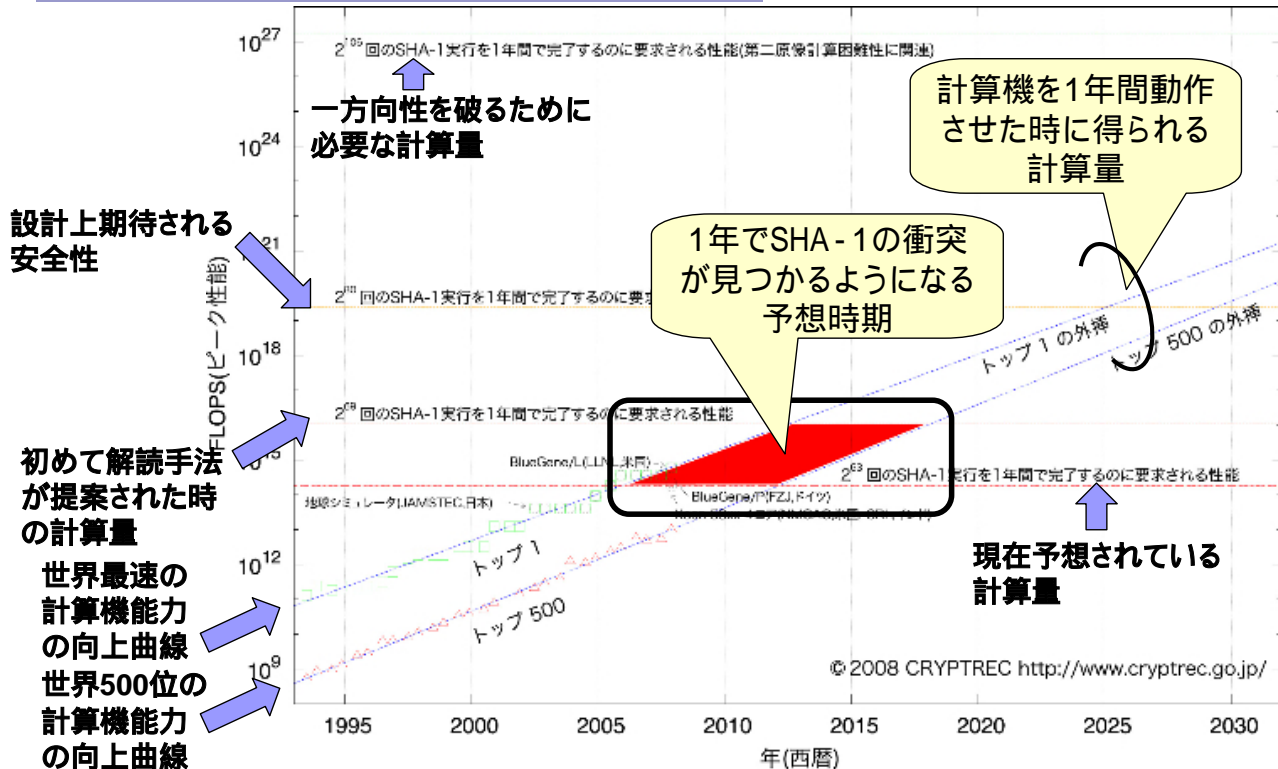 10^27
2^105 回のSHA-1実行を1年間で完了するのに要求される性能(第二原像計算困難性に関連)
一方向性を破るために
必要な計算量
計算機を1年間動作
させた時に得られる
計算量
10^24
設計上期待される
安全性
1年でSHA-1の衝突
が見つかるようになる
予想時期
回のSHA-1実行を1年間で完了するのに要求
FLOPS(ピーク性能)
10^18
トップ 1 の外挿
トップ 500 の外挿
2^69 回のSHA-1実行を1年間で完了するのに要求される性能
初めて解読手法
が提案された時
の計算量
BlueGene/L(LLNL,米国)
2^63 回のSHA-1実行を1年間で完了するのに要求される性能
BlueGene/P(FZJ,ドイツ)
地球シミュレータ(JAMSTEC,日本)
現在予想されている
計算量
10^12
トップ 1
世界最速の
計算機能力
の向上曲線
トップ 500
10^9
© 2008 CRYPTREC http://www.cryptrec.go.jp/
世界500位の
計算機能力
の向上曲線
1995 2000 2005 2010 2015 2020 2025 2030
年(西暦)